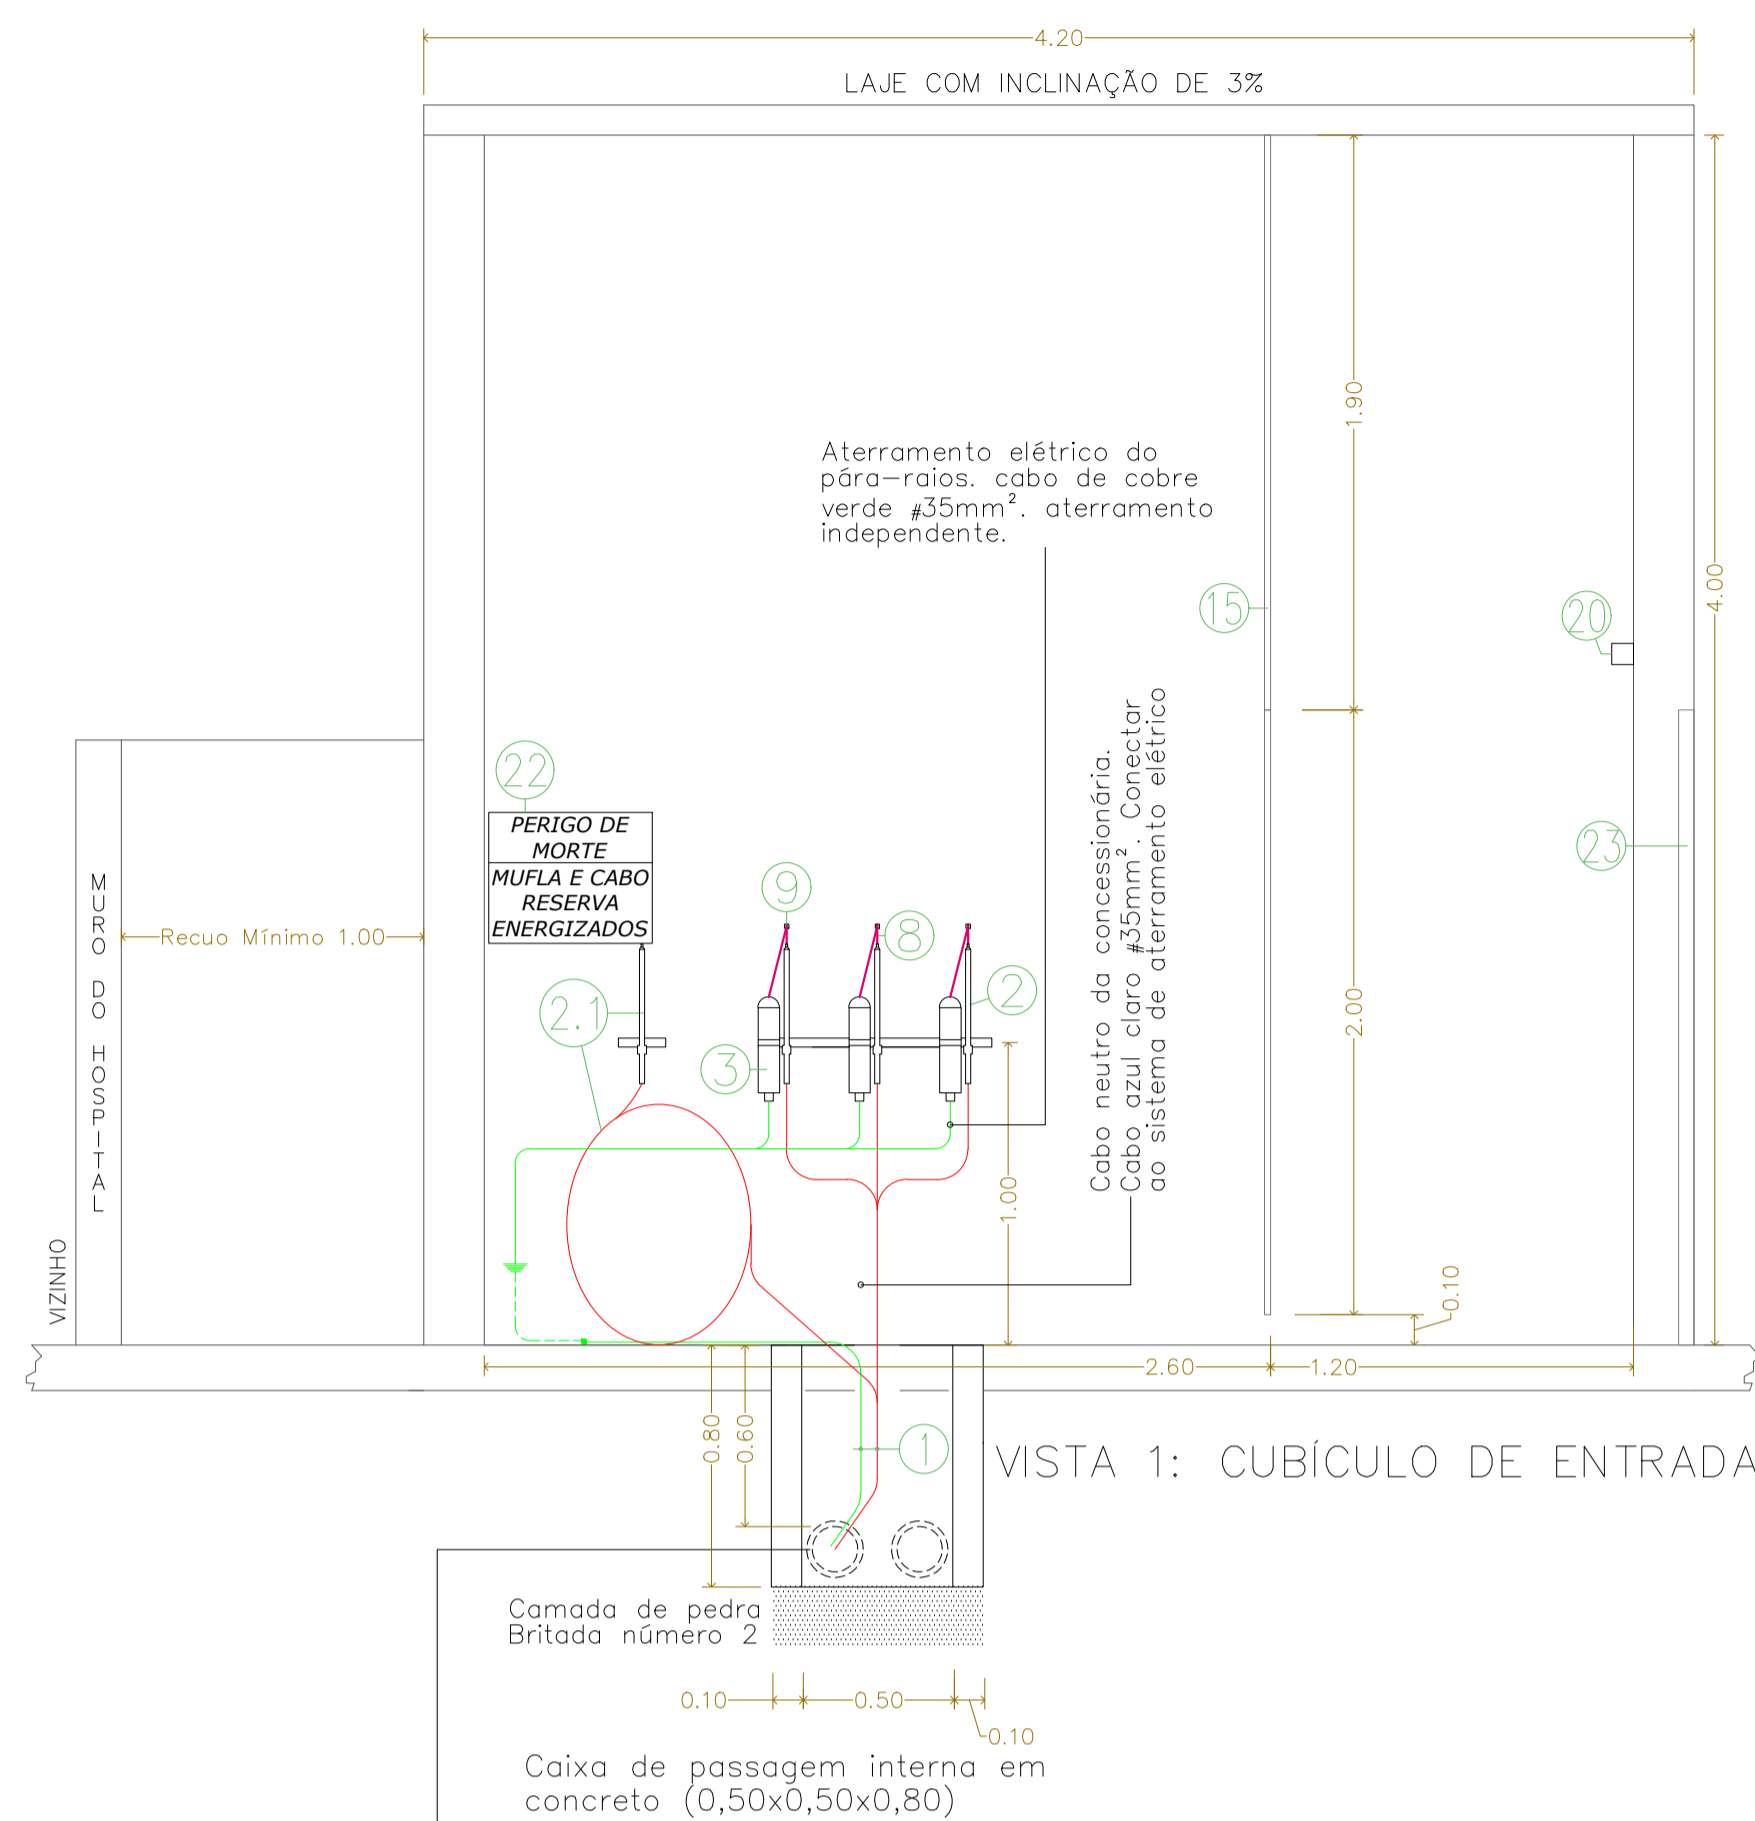 4.20
LAJE COM INCLINAÇÃO DE 3%
1.90
Aterramento elétrico do
pára-raios. cabo de cobre
verde #35mm². aterramento
independente.
15
20
4.00
22
PERIGO DE
MORTE
MUFLA E CABO
RESERVA
ENERGIZADOS
23
MURO DO HOSPITAL
Recuo Mínimo 1.00
9
8
2
2.1
3
Cabo neutro da concessionária.
Cabo azul claro #35mm². Conectar
ao sistema de aterramento elétrico
2.00
1.00
VIZINHO
0.10
2.60
1.20
0.80
0.60
1
VISTA 1: CUBÍCULO DE ENTRADA
Camada de pedra
Britada número 2
0.10
0.50
0.10
Caixa de passagem interna em
concreto (0,50x0,50x0,80)